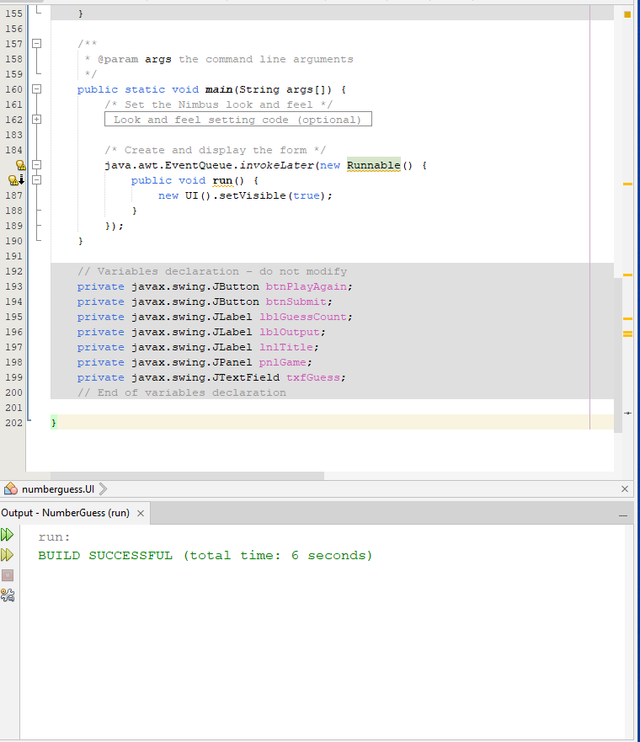 155 }
156
157 /**
158 * @param args the command line arguments
159 */
160 public static void main(String args[]) {
161 /* Set the Nimbus look and feel */
162 Look and feel setting code (optional)
183
184 /* Create and display the form */
java.awt.EventQueue.invokeLater(new Runnable() {
public void run() {
187 new UI().setVisible(true);
188 }
189 });
190 }
191
192 // Variables declaration - do not modify
193 private javax.swing.JButton btnPlayAgain;
194 private javax.swing.JButton btnSubmit;
195 private javax.swing.JLabel lblGuessCount;
196 private javax.swing.JLabel lblOutput;
197 private javax.swing.JLabel lnlTitle;
198 private javax.swing.JPanel pnlGame;
199 private javax.swing.JTextField txfGuess;
200 // End of variables declaration
201
202 }
numberguess.UI
Output - NumberGuess (run)
run:
BUILD SUCCESSFUL (total time: 6 seconds)